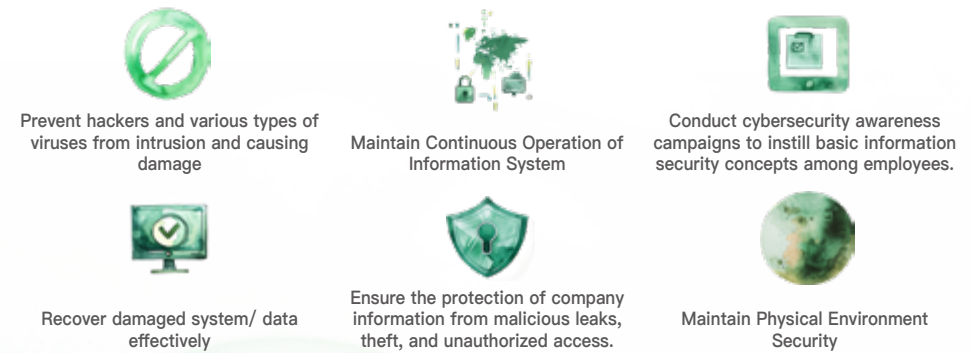 Prevent hackers and various types of
viruses from intrusion and causing
damage
Maintain Continuous Operation of
Information System
Conduct cybersecurity awareness
campaigns to instill basic information
security concepts among employees.
Recover damaged system/ data
effectively
Ensure the protection of company
information from malicious leaks,
theft, and unauthorized access.
Maintain Physical Environment
Security